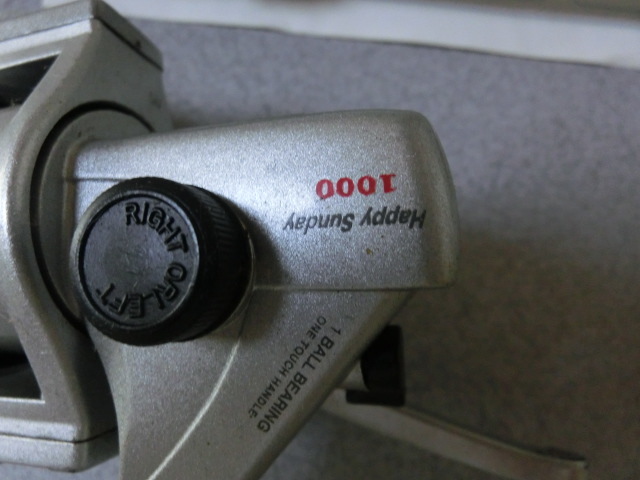 Happy Sunday
1000
RIGHT OR LEFT
1 BALL BEARING
ONE TOUCH HANDLE